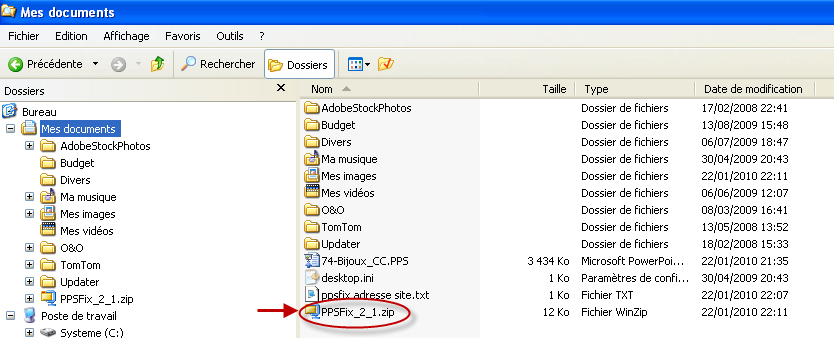 Mes documents
Fichier Edition Affichage Favoris Outils ?
Précédente Rechercher Dossiers
Dossiers
Bureau
Mes documents
AdobeStockPhotos
Budget
Divers
Ma musique
Mes images
Mes vidéos
O&O
TomTom
Updater
PPSFix_2_1.zip
Poste de travail
Systeme (C:)
Nom Taille Type Date de modification
AdobeStockPhotos Dossier de fichiers 17/02/2008 22:41
Budget Dossier de fichiers 13/08/2009 15:48
Divers Dossier de fichiers 06/07/2009 18:47
Ma musique Dossier de fichiers 30/04/2009 20:43
Mes images Dossier de fichiers 22/01/2010 22:11
Mes vidéos Dossier de fichiers 06/06/2009 12:07
O&O Dossier de fichiers 08/03/2009 16:41
TomTom Dossier de fichiers 13/05/2008 13:52
Updater Dossier de fichiers 18/02/2008 15:33
74-Bijoux_CC.PPS 3 434 Ko Microsoft PowerPoi... 22/01/2010 21:35
desktop.ini 1 Ko Paramètres de confi... 30/04/2009 20:43
ppsfix adresse site.txt 1 Ko Fichier TXT 22/01/2010 22:07
PPSFix_2_1.zip 12 Ko Fichier WinZip 22/01/2010 22:11